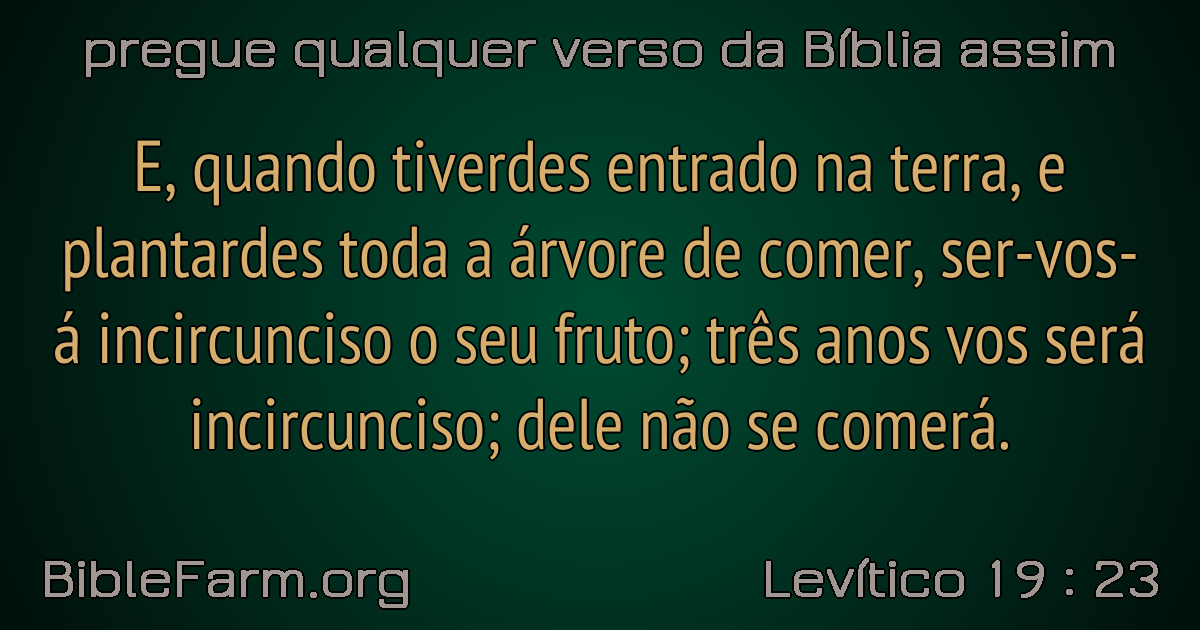 pregue qualquer verso da Bíblia assim
E, quando tiverdes entrado na terra, e
plantardes toda a árvore de comer, ser-vos-
á incircunciso o seu fruto; três anos vos será
incircunciso; dele não se comerá.
BibleFarm.org
Levítico 19 : 23